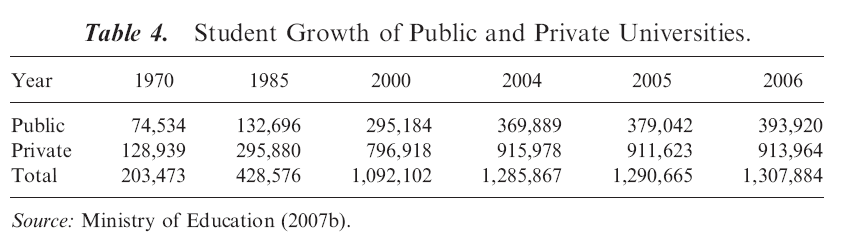 Table 4. Student Growth of Public and Private Universities.
Year 1970 1985 2000 2004 2005 2006
Public 74,534 132,696 295,184 369,889 379,042 393,920
Private 128,939 295,880 796,918 915,978 911,623 913,964
Total 203,473 428,576 1,092,102 1,285,867 1,290,665 1,307,884
Source: Ministry of Education (2007b).